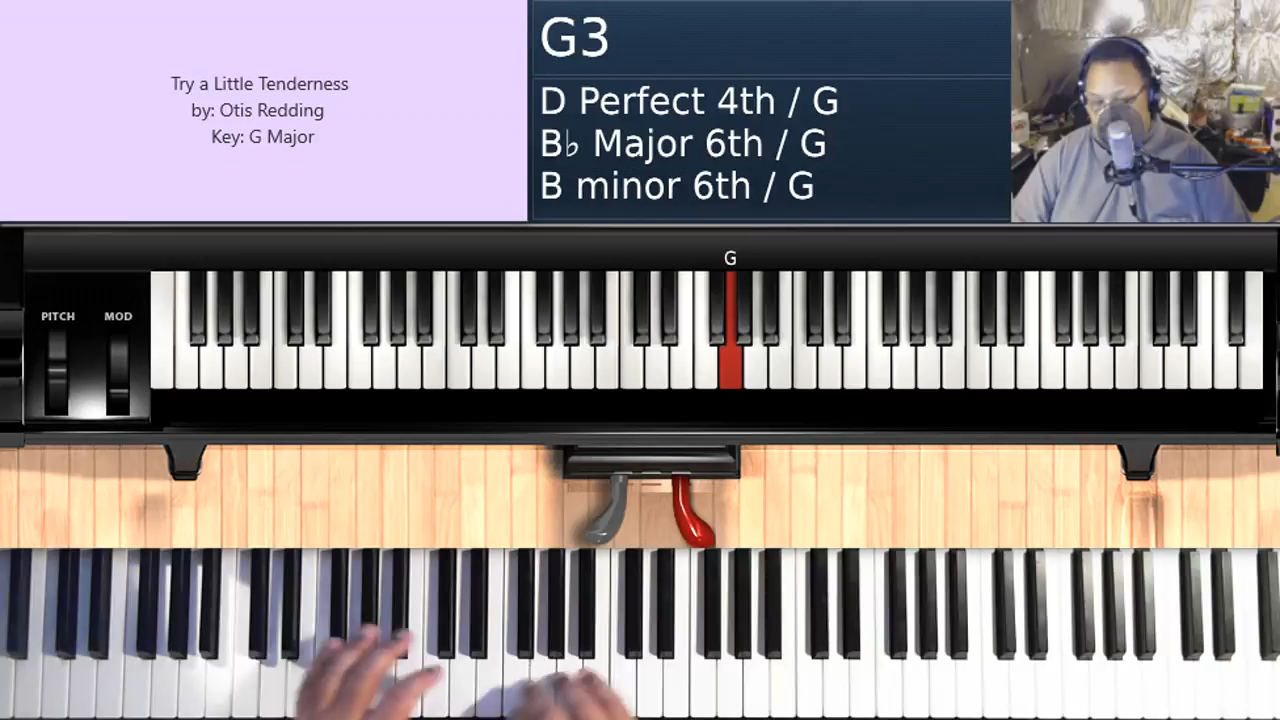 Try a Little Tenderness
by: Otis Redding
Key: G Major
G3
D Perfect 4th / G
B♭ Major 6th / G
B minor 6th / G
G
PITCH MOD